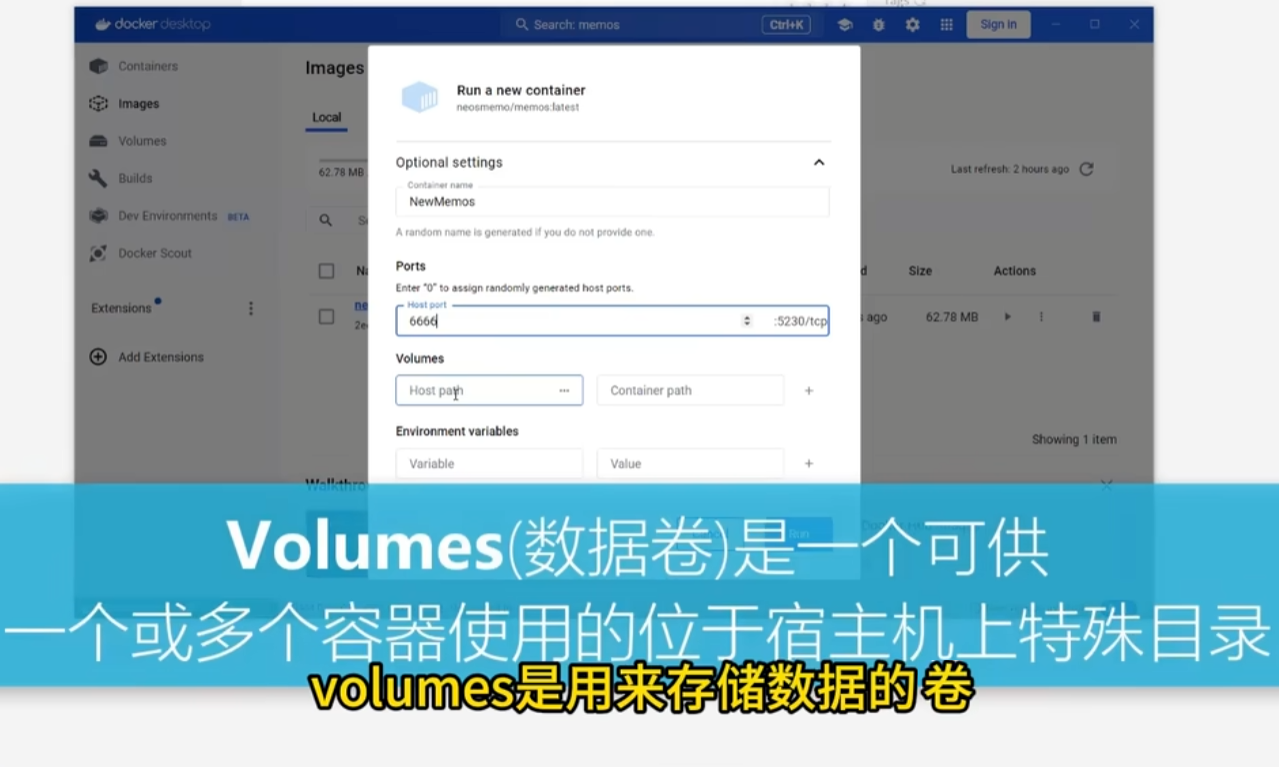 docker desktop
Search: memos
Ctrl+K
Sign in
Containers
Images
Volumes
Builds
Dev Environments BETA
Docker Scout
Extensions
Add Extensions
Images
Local
62.78 MB
Last refresh: 2 hours ago
Size
Actions
ago
62.78 MB
Showing 1 item
Run a new container
neosmemo/memos:latest
Optional settings
Container name
NewMemos
A random name is generated if you do not provide one.
Ports
Enter "0" to assign randomly generated host ports.
Host port
6666
:5230/tcp
Volumes
Host path
Container path
Environment variables
Variable
Value
Run
Volumes(数据卷)是一个可供
一个或多个容器使用的位于宿主机上特殊目录
volumes是用来存储数据的卷